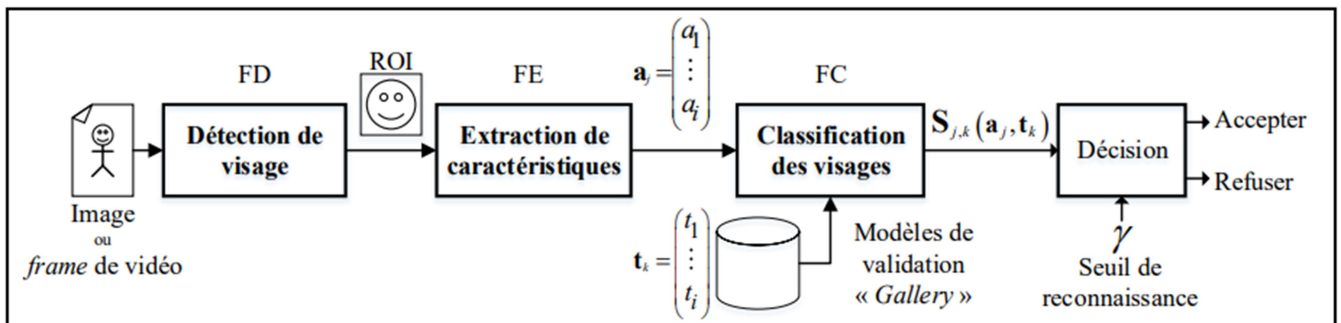 FD
ROI
FE
a_j = (a_1 ⋮ a_i)
FC
Détection de
visage
Extraction de
caractéristiques
Classification
des visages
S_{j,k}(a_j,t_k)
Décision
Accepter
Refuser
Image
ou
frame de vidéo
t_k = (t_1 ⋮ t_i)
Modèles de
validation
« Gallery »
γ
Seuil de
reconnaissance